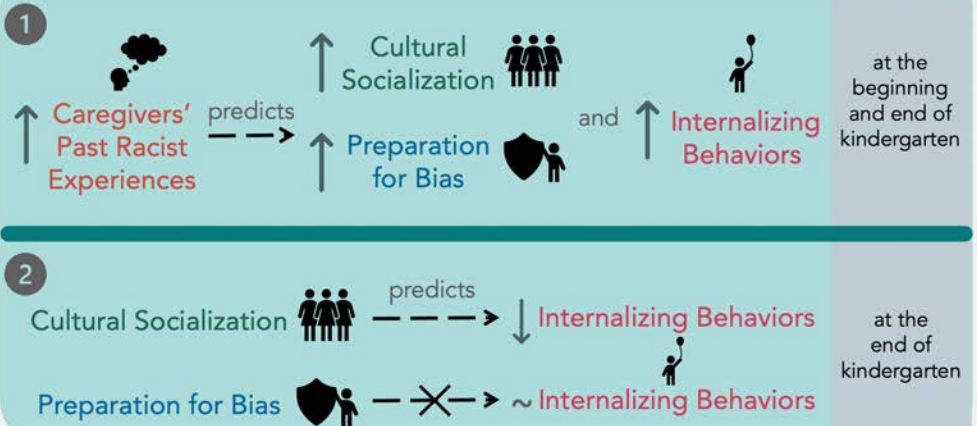 1
Caregivers'
Past Racist
Experiences
predicts
Cultural
Socialization
Preparation
for Bias
and
Internalizing
Behaviors
at the
beginning
and end of
kindergarten
2
Cultural Socialization
predicts
Internalizing Behaviors
Preparation for Bias
~ Internalizing Behaviors
at the
end of
kindergarten